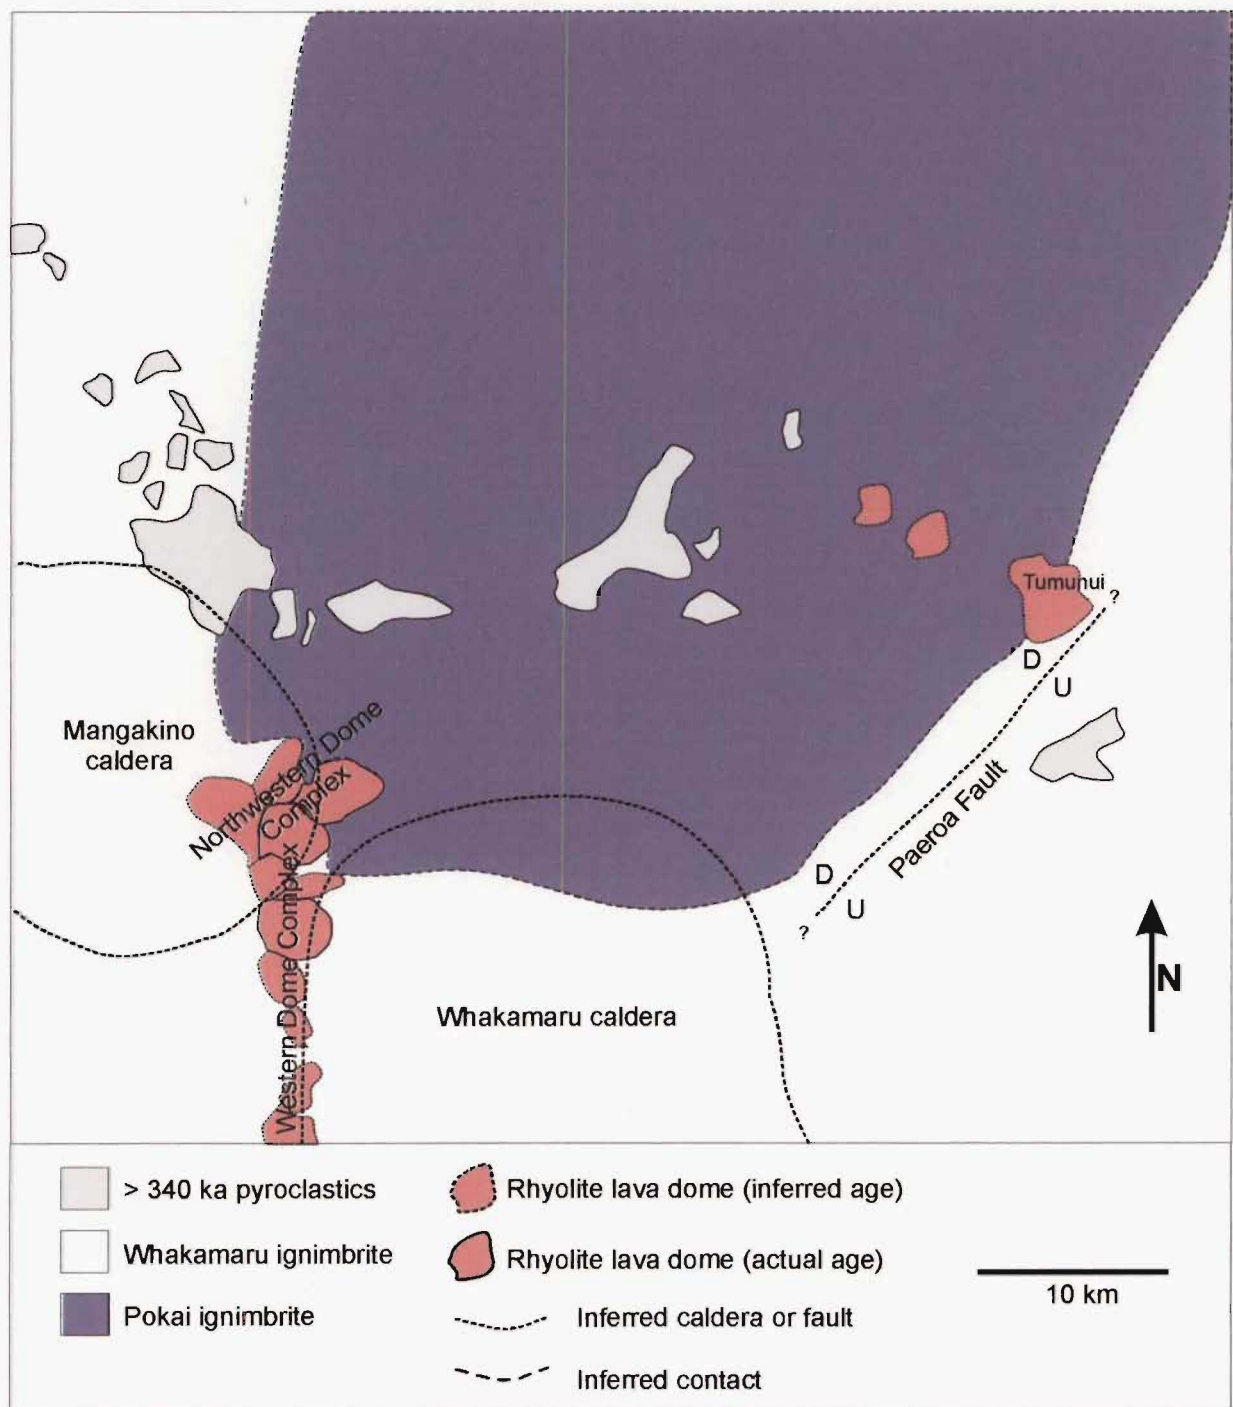 Tumunui
?
D
U
Mangakino
caldera
Northwestern Dome
Complex
Paeroa Fault
D
U
?
Western Dome Complex
Whakamaru caldera
N
> 340 ka pyroclastics
Whakamaru ignimbrite
Pokai ignimbrite
Rhyolite lava dome (inferred age)
Rhyolite lava dome (actual age)
Inferred caldera or fault
Inferred contact
10 km